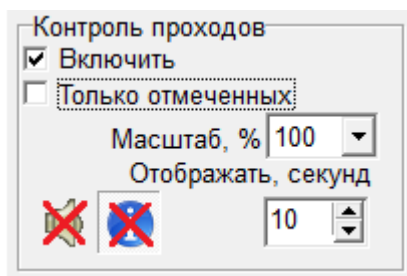 Контроль проходов
Включить
Только отмеченных
Масштаб, % 100
Отображать, секунд
10